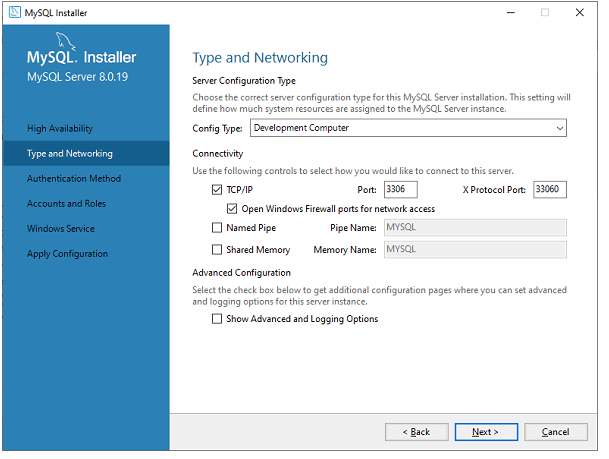 MySQL Installer
MySQL. Installer
MySQL Server 8.0.19
High Availability
Type and Networking
Authentication Method
Accounts and Roles
Windows Service
Apply Configuration
Type and Networking
Server Configuration Type
Choose the correct server configuration type for this MySQL Server installation. This setting will
define how much system resources are assigned to the MySQL Server instance.
Config Type: Development Computer
Connectivity
Use the following controls to select how you would like to connect to this server.
TCP/IP Port: 3306 X Protocol Port: 33060
Open Windows Firewall ports for network access
Named Pipe Pipe Name: MYSQL
Shared Memory Memory Name: MYSQL
Advanced Configuration
Select the check box below to get additional configuration pages where you can set advanced
and logging options for this server instance.
Show Advanced and Logging Options
< Back Next > Cancel